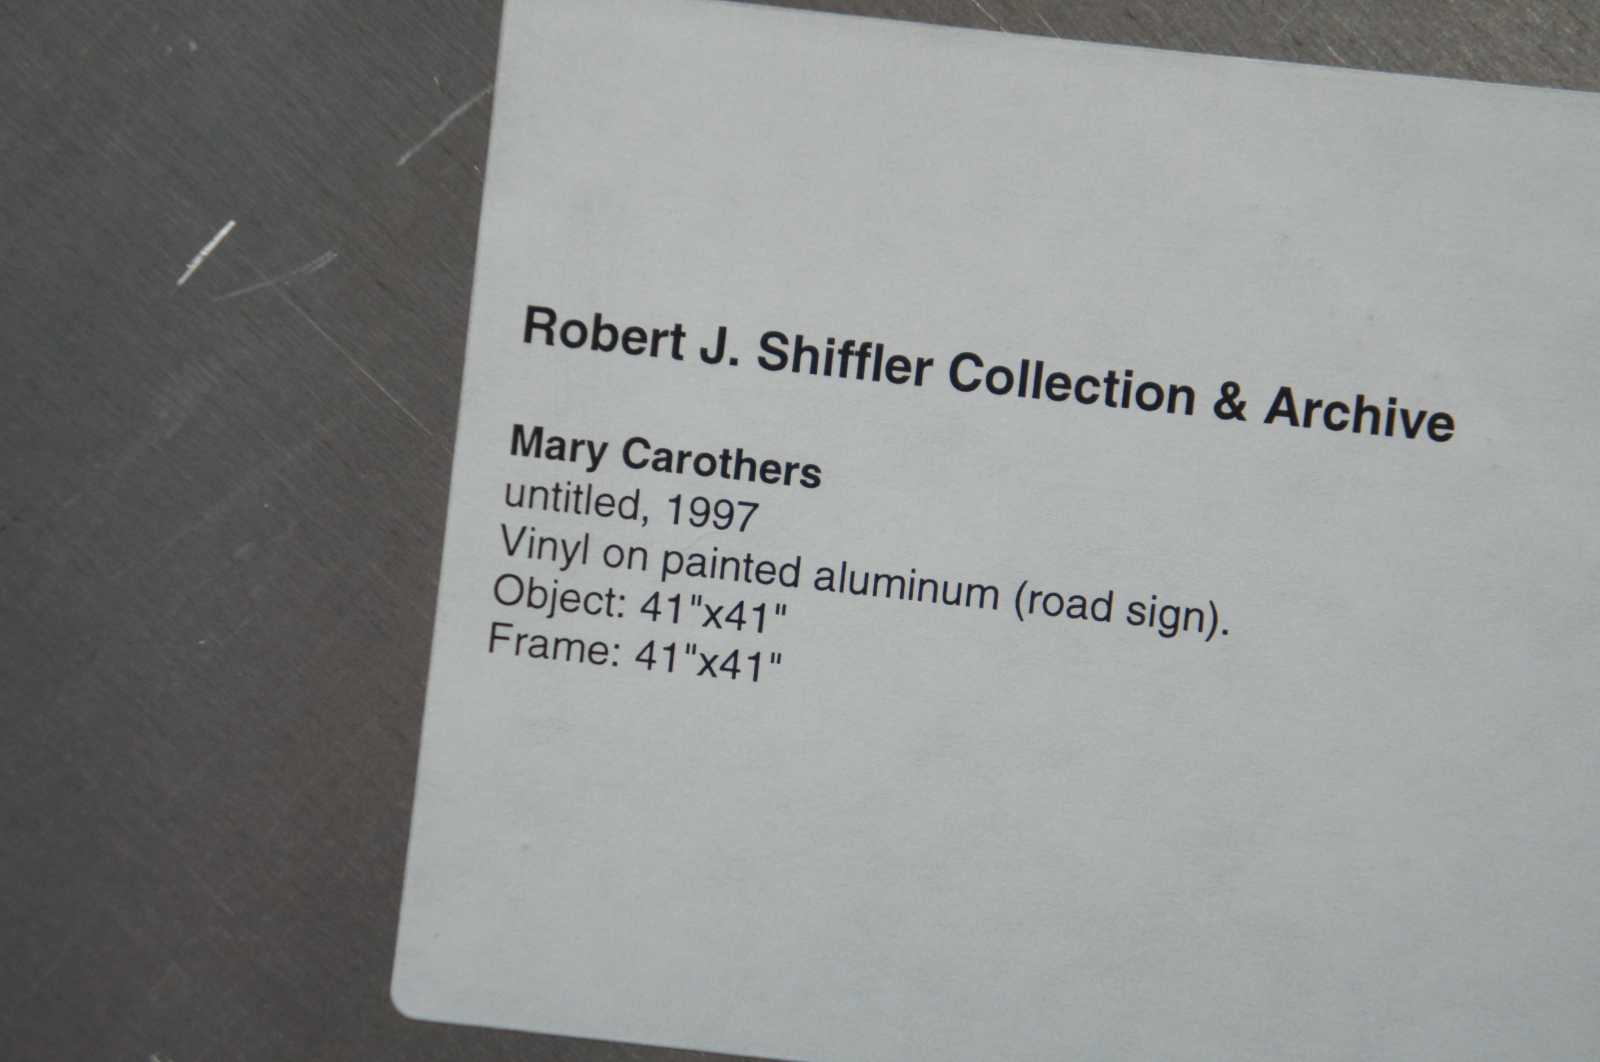 Robert J. Shiffler Collection & Archive
Mary Carothers
untitled, 1997
Vinyl on painted aluminum (road sign).
Object: 41"x41"
Frame: 41"x41"